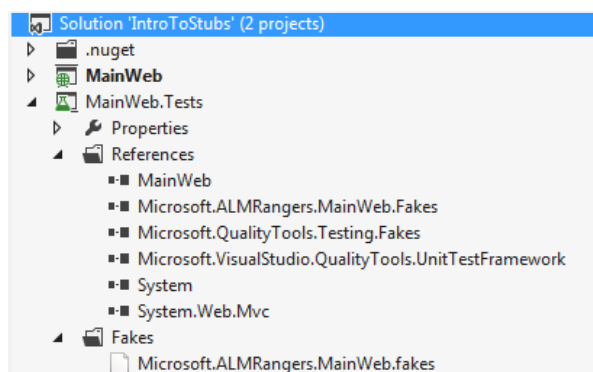 Solution 'IntroToStubs' (2 projects)
.nuget
MainWeb
MainWeb.Tests
Properties
References
MainWeb
Microsoft.ALMRangers.MainWeb.Fakes
Microsoft.QualityTools.Testing.Fakes
Microsoft.VisualStudio.QualityTools.UnitTestFramework
System
System.Web.Mvc
Fakes
Microsoft.ALMRangers.MainWeb.fakes